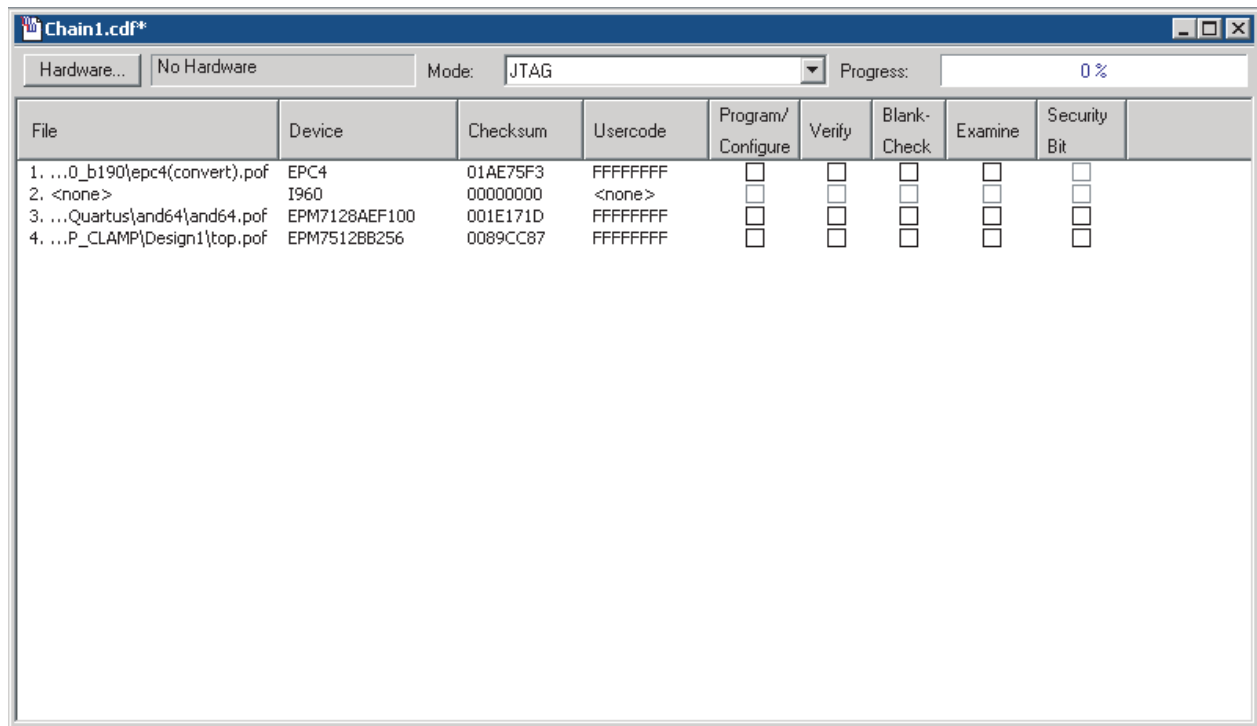 Chain1.cdf*
Hardware... No Hardware Mode: JTAG Progress: 0 %
File Device Checksum Usercode Program/ Configure Verify Blank- Check Examine Security Bit
1. ...0_b190\epc4(convert).pof EPC4 01AE75F3 FFFFFFFF
2. <none> I960 00000000 <none>
3. ...Quartus\and64\and64.pof EPM7128AEF100 001E171D FFFFFFFF
4. ...P_CLAMP\Design1\top.pof EPM7512BB256 0089CC87 FFFFFFFF